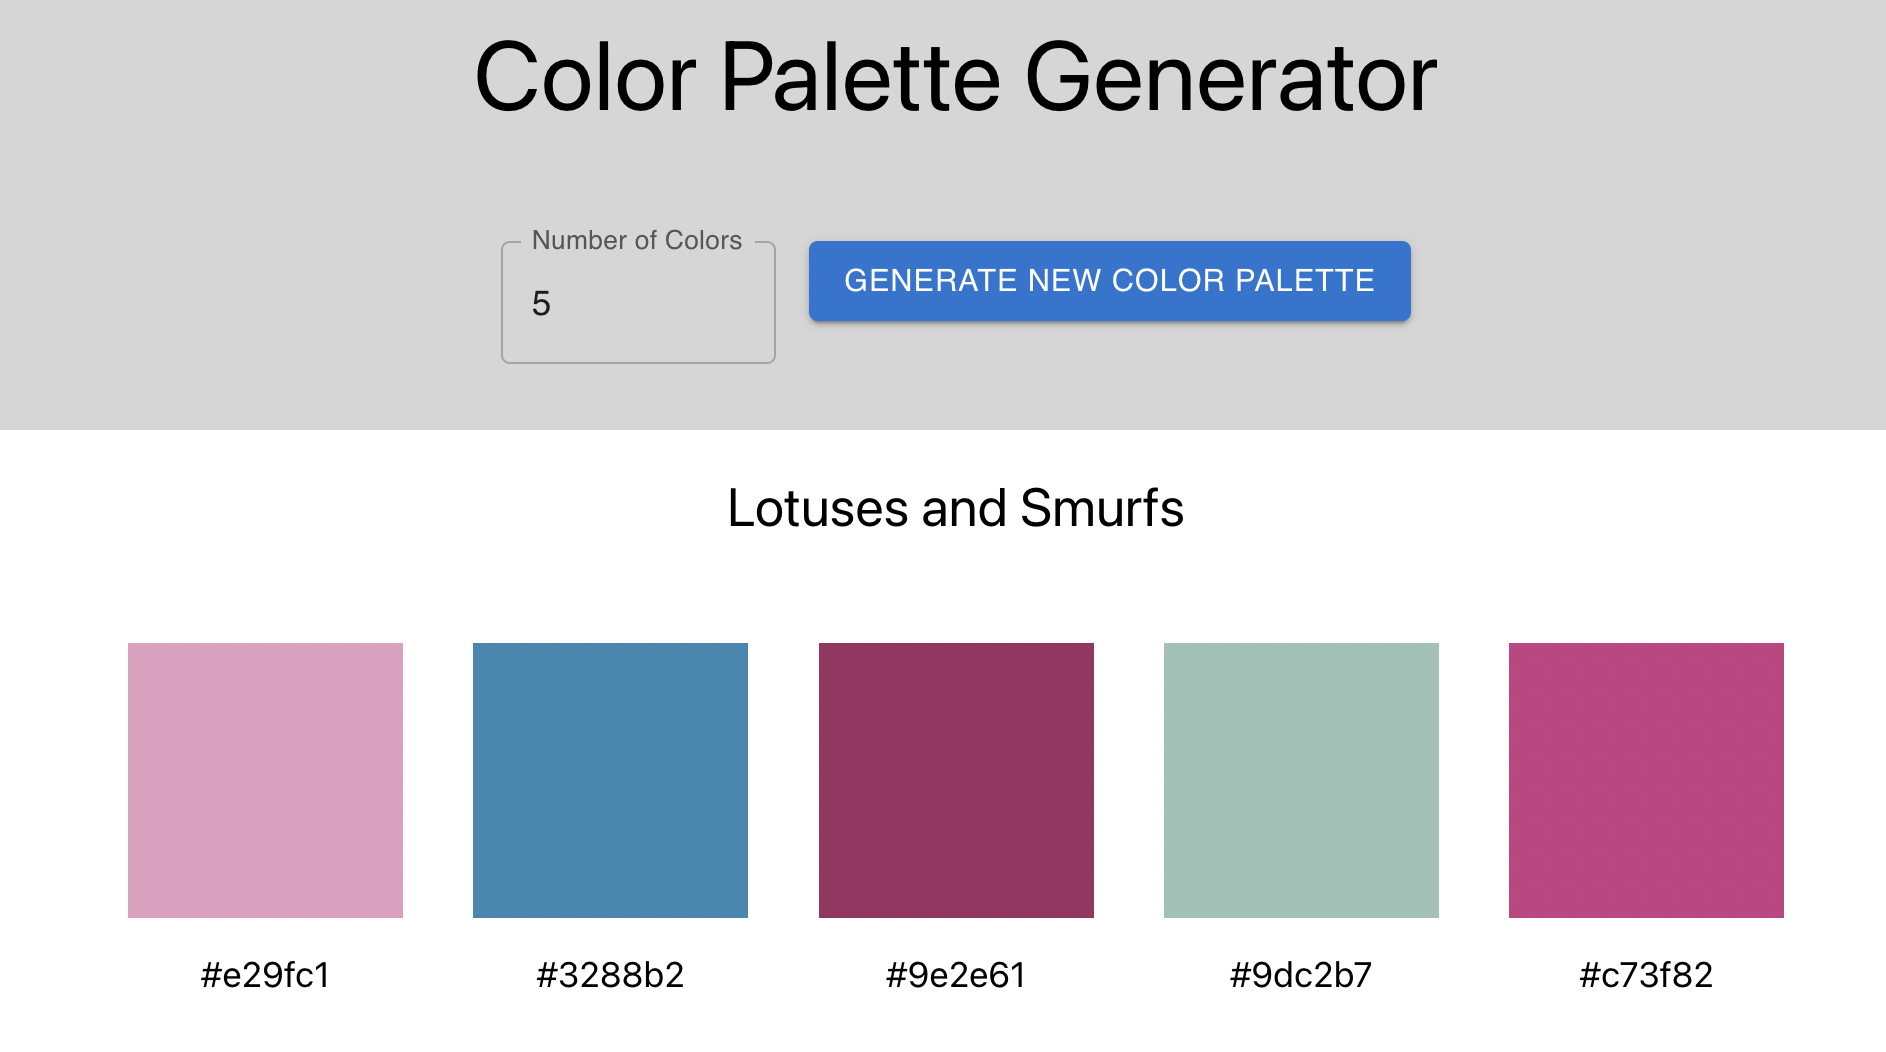 Color Palette Generator
Number of Colors
5
GENERATE NEW COLOR PALETTE
Lotuses and Smurfs
#e29fc1
#3288b2
#9e2e61
#9dc2b7
#c73f82